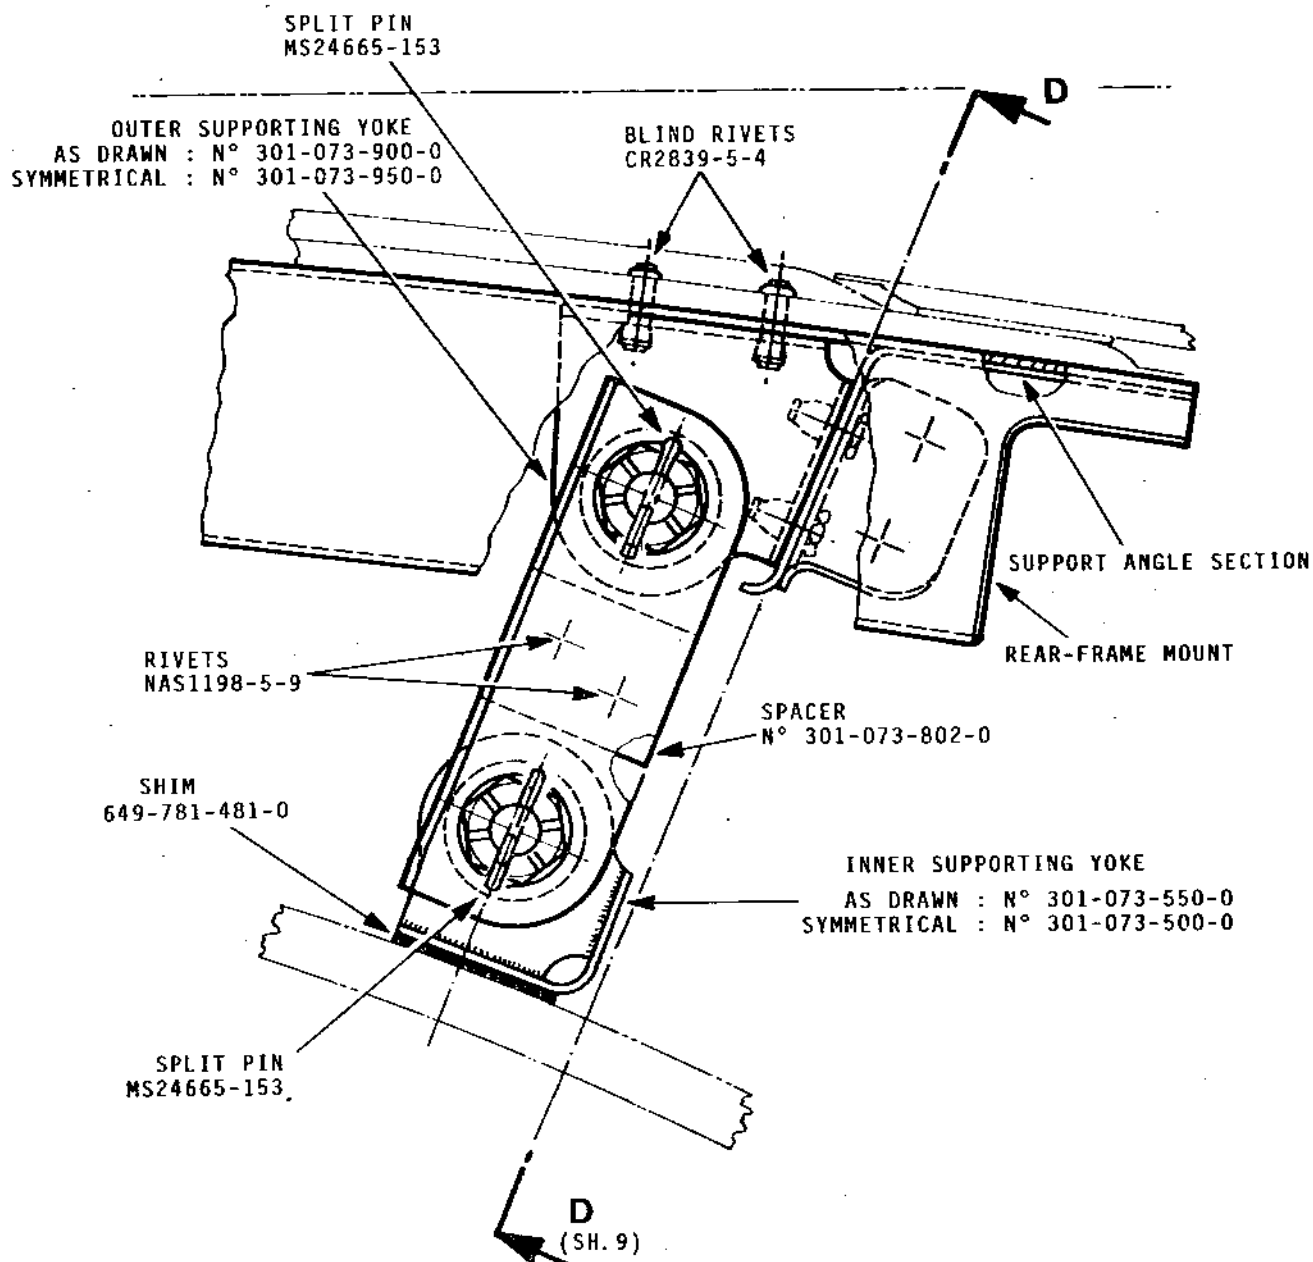 SPLIT PIN
MS24665-153
D
OUTER SUPPORTING YOKE
AS DRAWN : N° 301-073-900-0
SYMMETRICAL : N° 301-073-950-0
BLIND RIVETS
CR2839-5-4
SUPPORT ANGLE SECTION
REAR-FRAME MOUNT
RIVETS
NAS1198-5-9
SPACER
N° 301-073-802-0
SHIM
649-781-481-0
INNER SUPPORTING YOKE
AS DRAWN : N° 301-073-550-0
SYMMETRICAL : N° 301-073-500-0
SPLIT PIN
MS24665-153
D
(SH. 9)